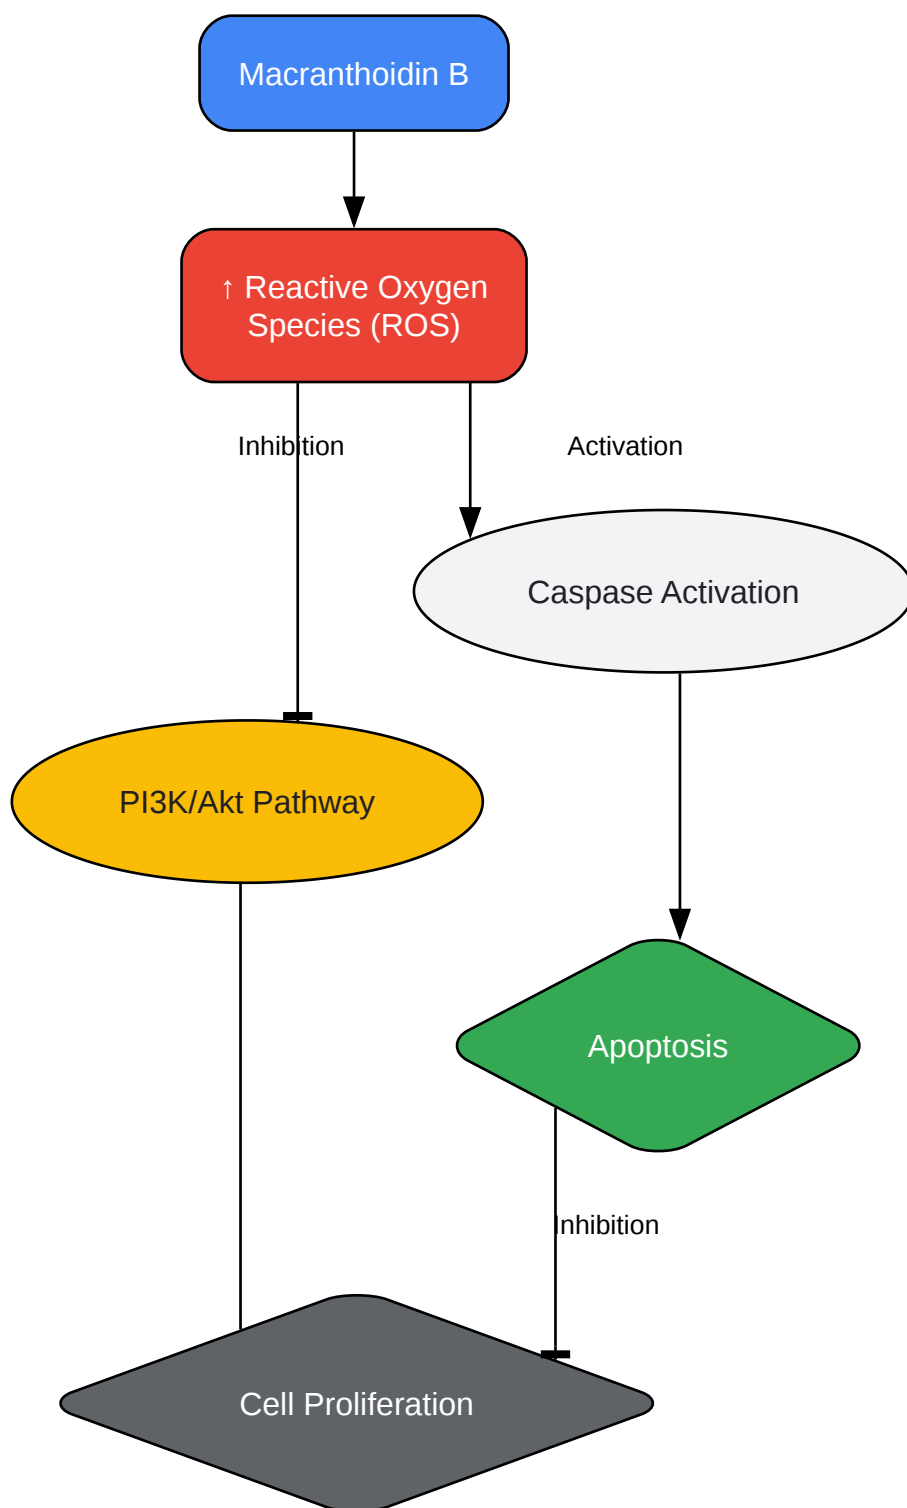 Macranthoidin B
↑ Reactive Oxygen
Species (ROS)
Inhibition
Activation
Caspase Activation
PI3K/Akt Pathway
Apoptosis
Inhibition
Cell Proliferation